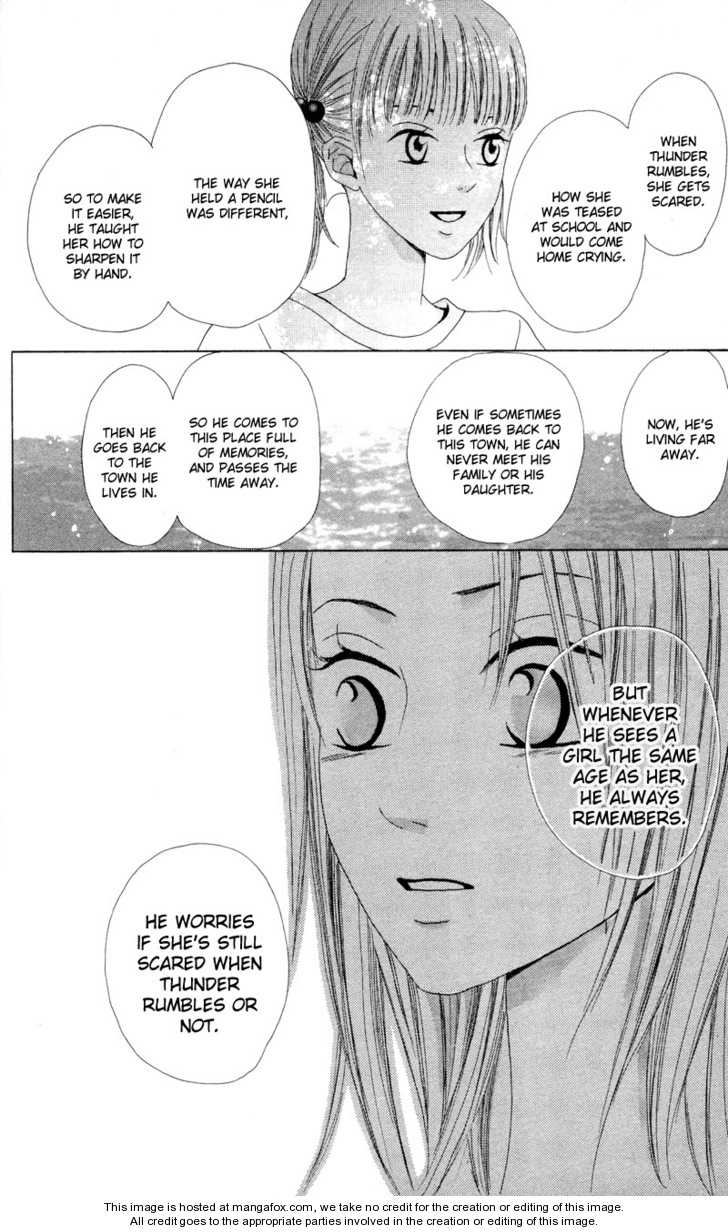 WHEN
THUNDER
RUMBLES,
SHE GETS
SCARED.
HOW SHE
WAS TEASED
AT SCHOOL AND
WOULD COME
HOME CRYING.
THE WAY SHE
HELD A PENCIL
WAS DIFFERENT,
SO TO MAKE
IT EASIER,
HE TAUGHT
HER HOW TO
SHARPEN IT
BY HAND.
NOW, HE'S
LIVING FAR
AWAY.
EVEN IF SOMETIMES
HE COMES BACK TO
THIS TOWN, HE CAN
NEVER MEET HIS
FAMILY OR HIS
DAUGHTER.
SO HE COMES TO
THIS PLACE FULL
OF MEMORIES,
AND PASSES THE
TIME AWAY.
THEN HE
GOES BACK
TO THE
TOWN HE
LIVES IN.
BUT
WHENEVER
HE SEES A
GIRL THE SAME
AGE AS HER,
HE ALWAYS
REMEMBERS.
HE WORRIES
IF SHE'S STILL
SCARED WHEN
THUNDER
RUMBLES OR
NOT.
This image is hosted at mangafox.com, we take no credit for the creation or editing of this image.
All credit goes to the appropriate parties involved in the creation or editing of this image.